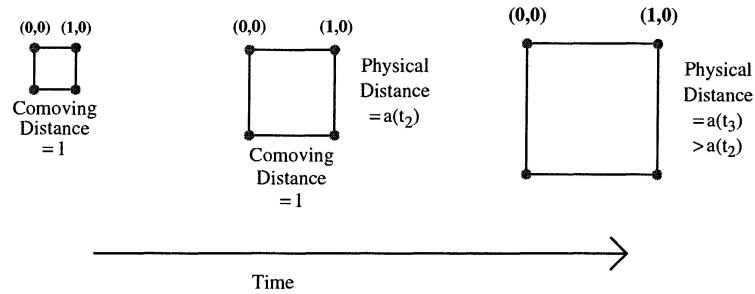 (0,0) (1,0)
Comoving
Distance
= 1
(0,0) (1,0)
Physical
Distance
= a(t2)
Comoving
Distance
= 1
(0,0) (1,0)
Physical
Distance
= a(t3)
> a(t2)
Time